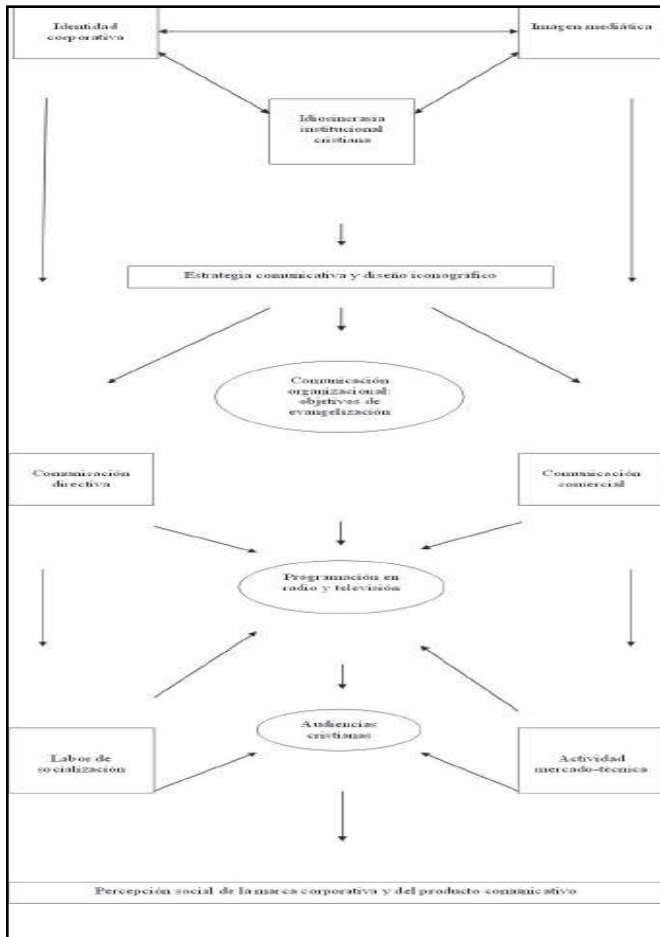 Identidad
corporativa
Imagen mediática
Idiosincrasia
institucional
cristiana
Estrategia comunicativa y diseño iconográfico
Comunicación
organizacional:
objetivos de
evangelización
Comunicación
directiva
Comunicación
comercial
Programación en
radio y televisión
Audiencias
cristianas
Labor de
socialización
Actividad
mercado-técnica
Percepción social de la marca corporativa y del producto comunicativo